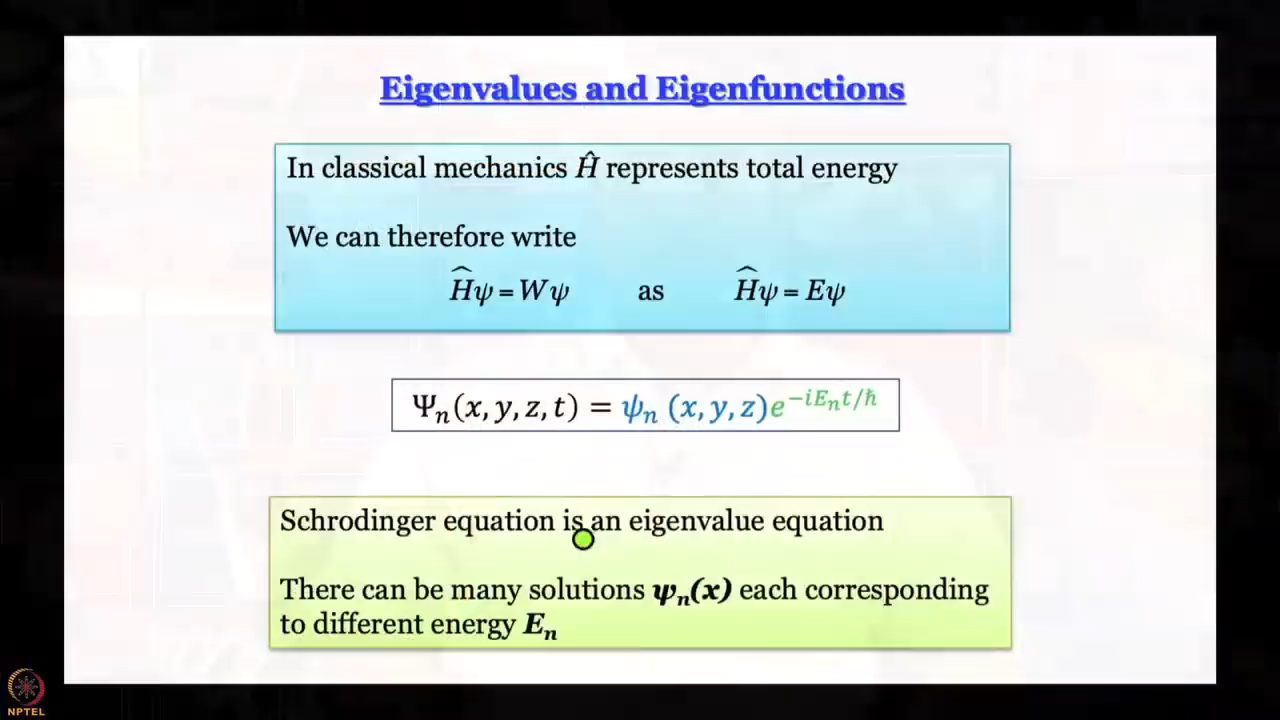 Eigenvalues and Eigenfunctions
In classical mechanics Ĥ represents total energy
We can therefore write
Ĥψ = Wψ as Ĥψ = Eψ
Ψₙ(x, y, z, t) = ψₙ (x, y, z)e^{−iEₙt/ℏ}
Schrodinger equation is an eigenvalue equation
There can be many solutions ψₙ(x) each corresponding
to different energy Eₙ
NPTEL